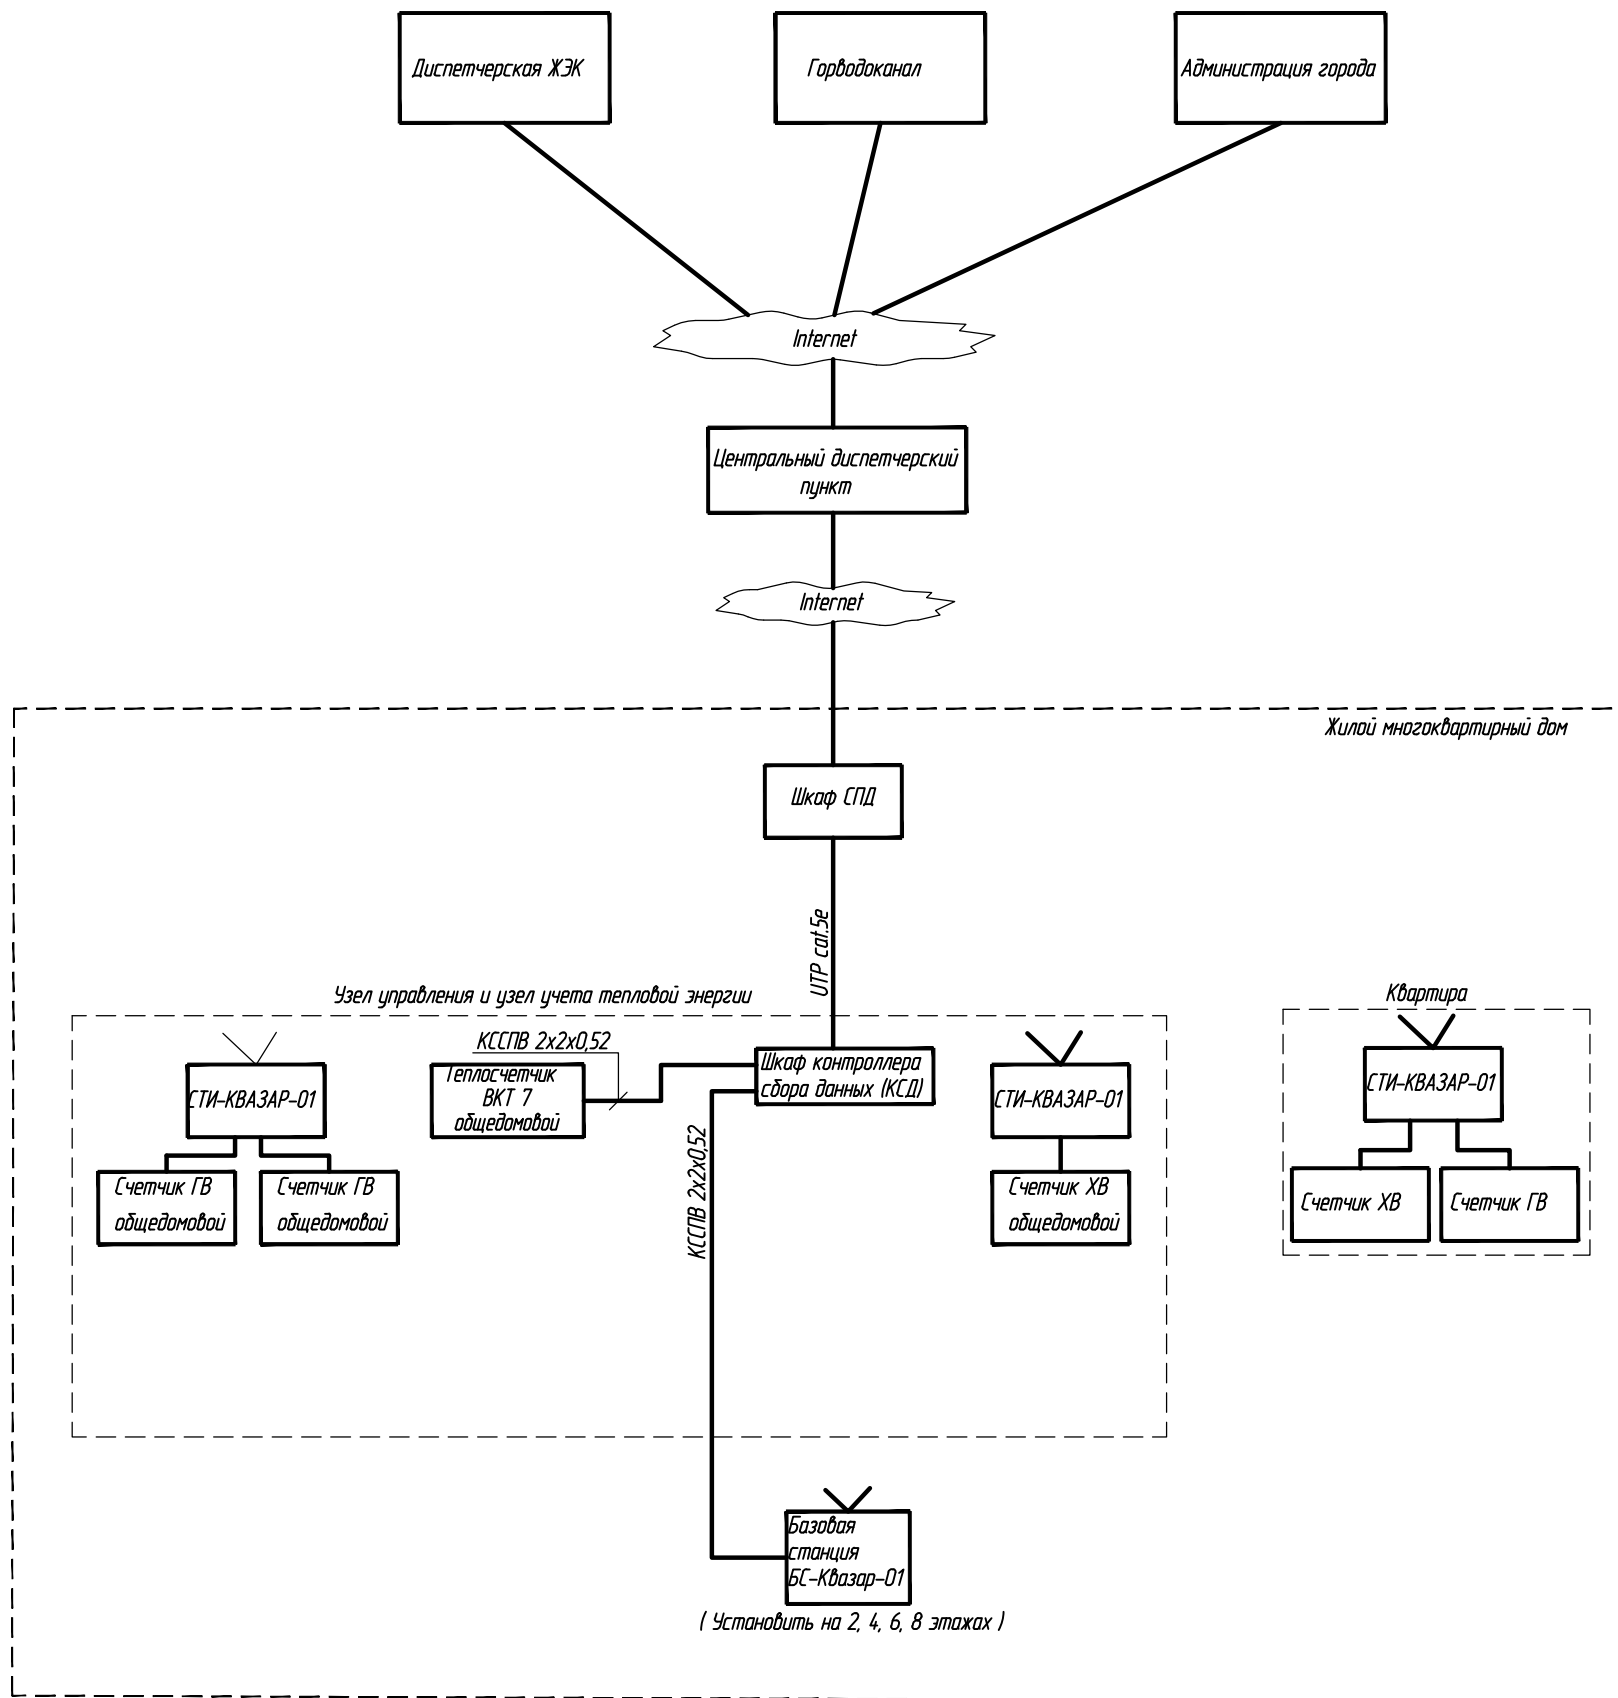 Диспетчерская ЖЭК
Горводоканал
Администрация города
Internet
Центральный диспетчерский
пункт
Internet
Жилой многоквартирный дом
Шкаф СПД
UTP cat.5e
Узел управления и узел учета тепловой энергии
СТИ-КВАЗАР-01
Счетчик ГВ
общедомовой
Счетчик ГВ
общедомовой
КССПВ 2х2х0,52
Теплосчетчик
ВКТ 7
общедомовой
Шкаф контроллера
сбора данных (КСД)
КССПВ 2х2х0,52
СТИ-КВАЗАР-01
Счетчик ХВ
общедомовой
Квартира
СТИ-КВАЗАР-01
Счетчик ХВ
Счетчик ГВ
Базовая
станция
БС-Квазар-01
( Установить на 2, 4, 6, 8 этажах )